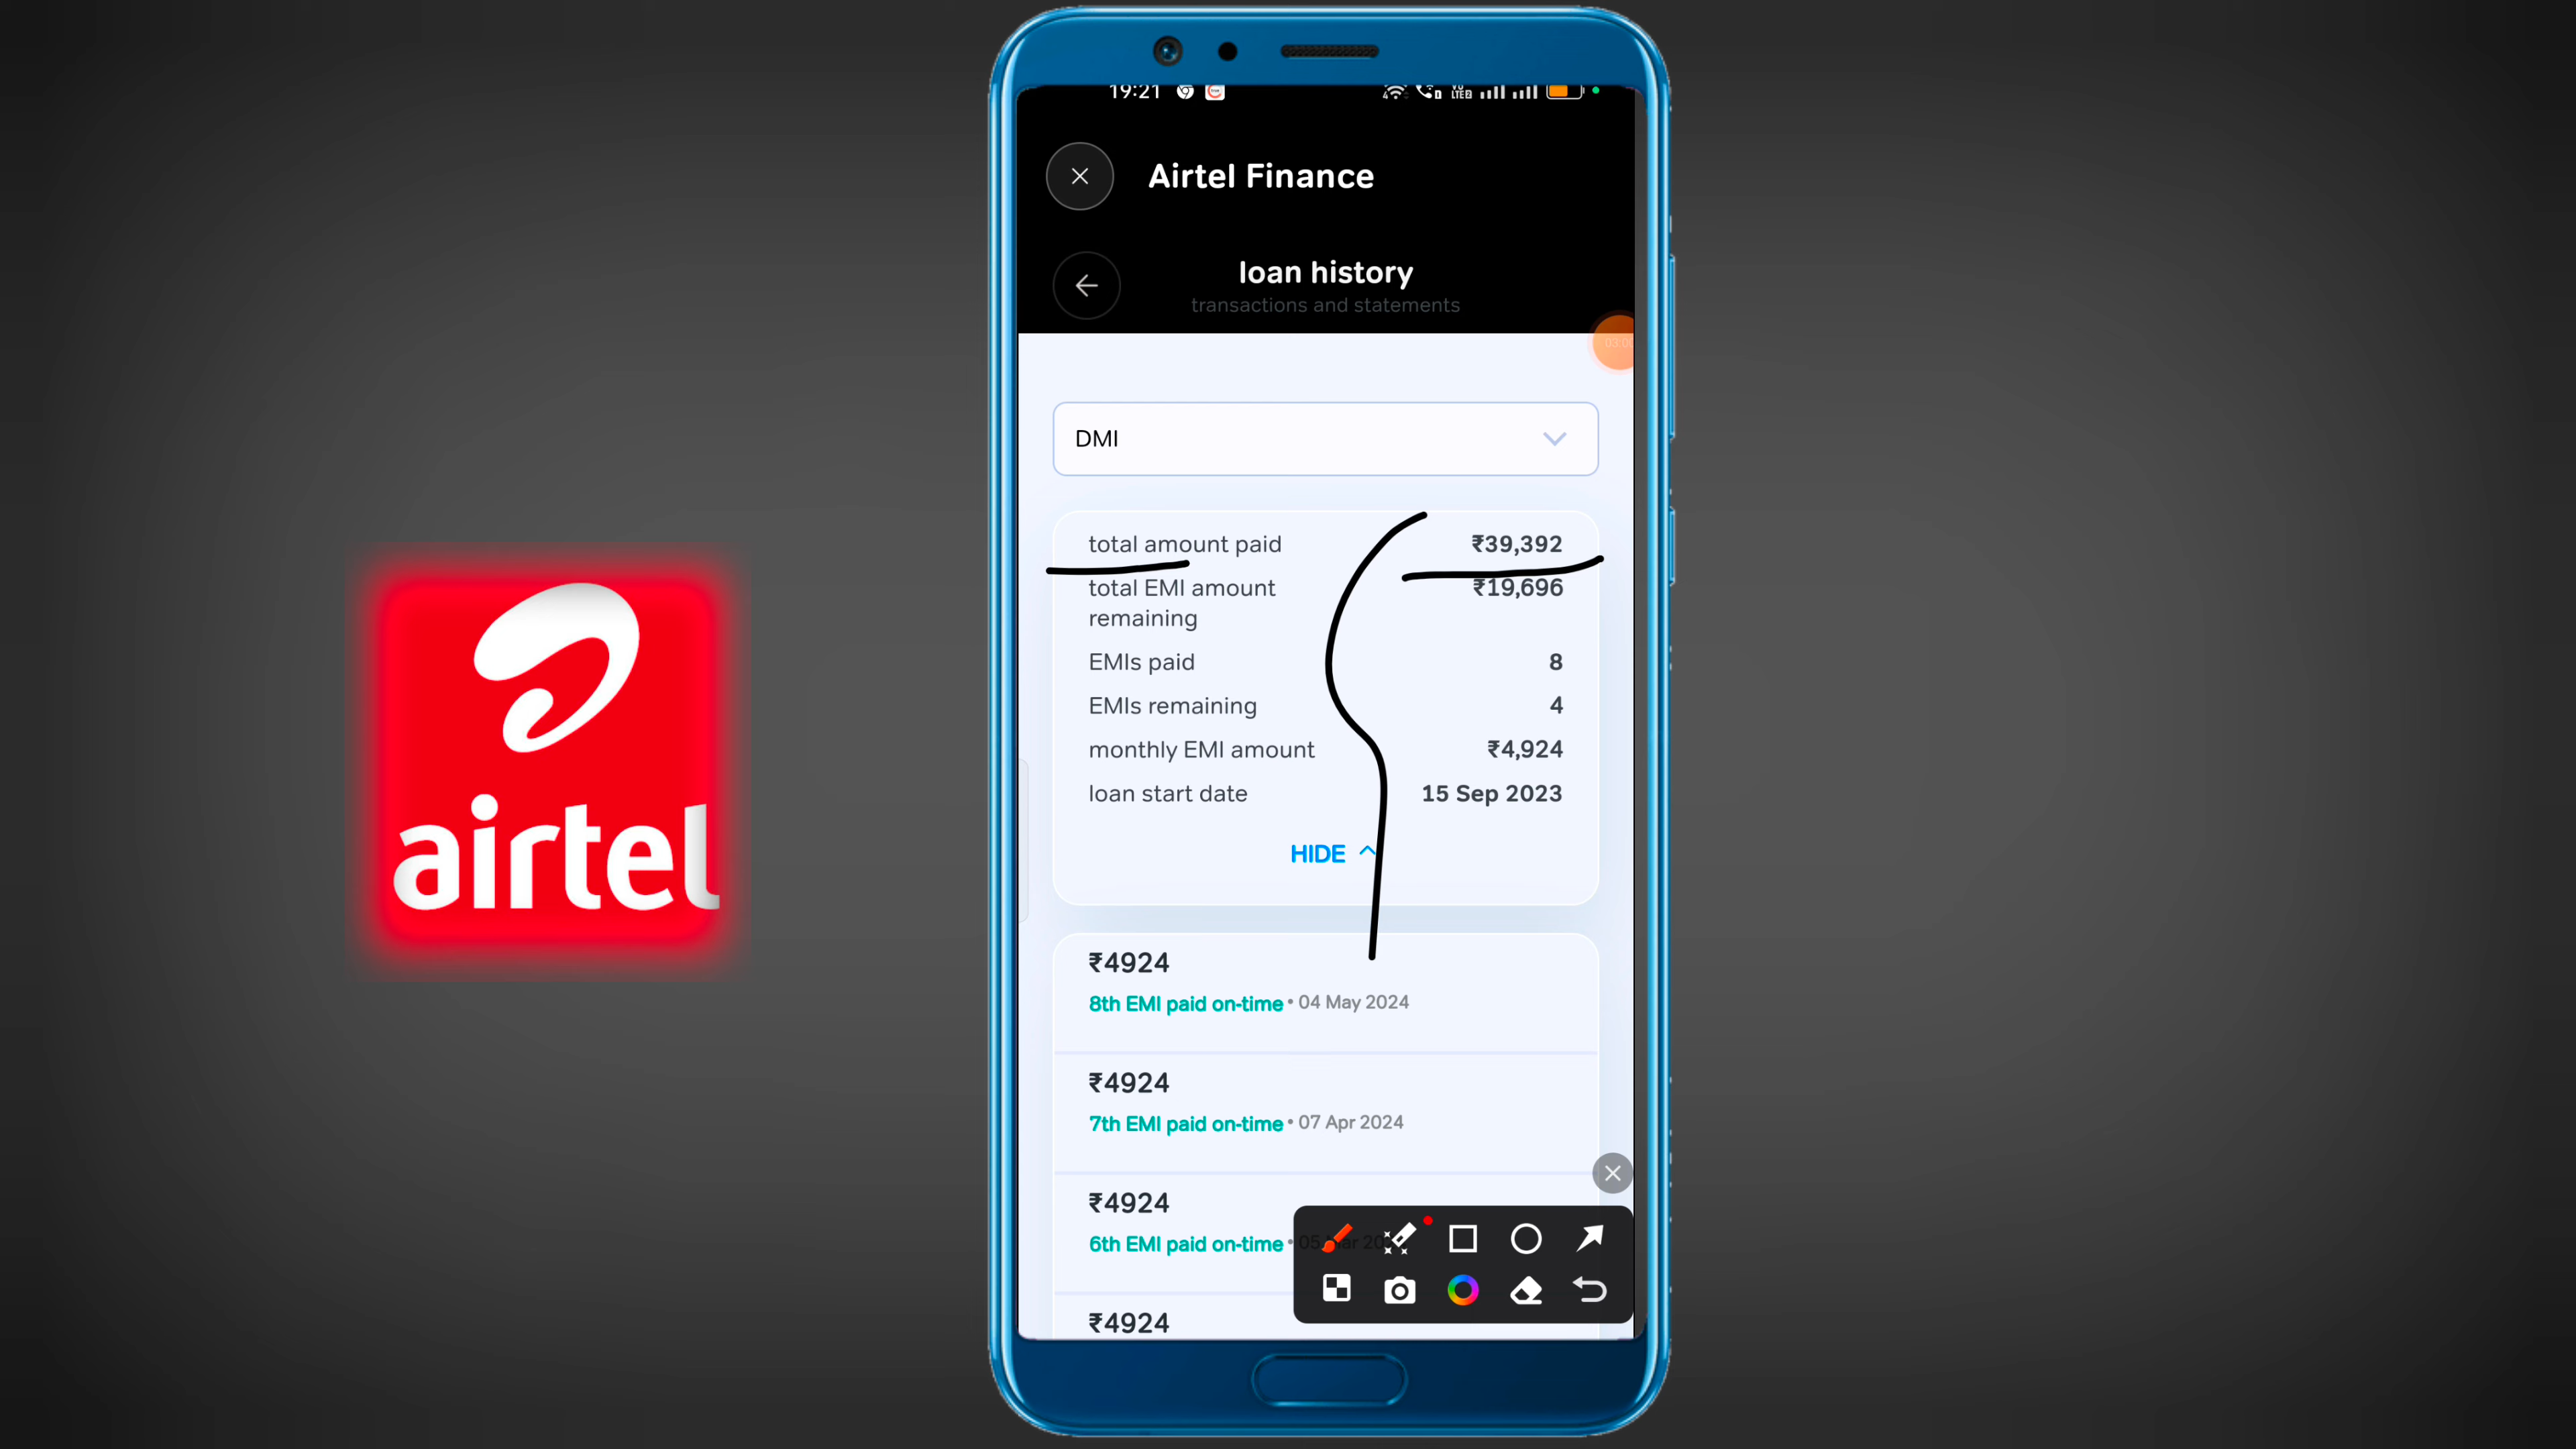 19:21
Airtel Finance
loan history
transactions and statements
DMI
total amount paid ₹39,392
total EMI amount remaining ₹19,696
EMIs paid 8
EMIs remaining 4
monthly EMI amount ₹4,924
loan start date 15 Sep 2023
HIDE
₹4924
8th EMI paid on-time • 04 May 2024
₹4924
7th EMI paid on-time • 07 Apr 2024
₹4924
6th EMI paid on-time •
₹4924
airtel